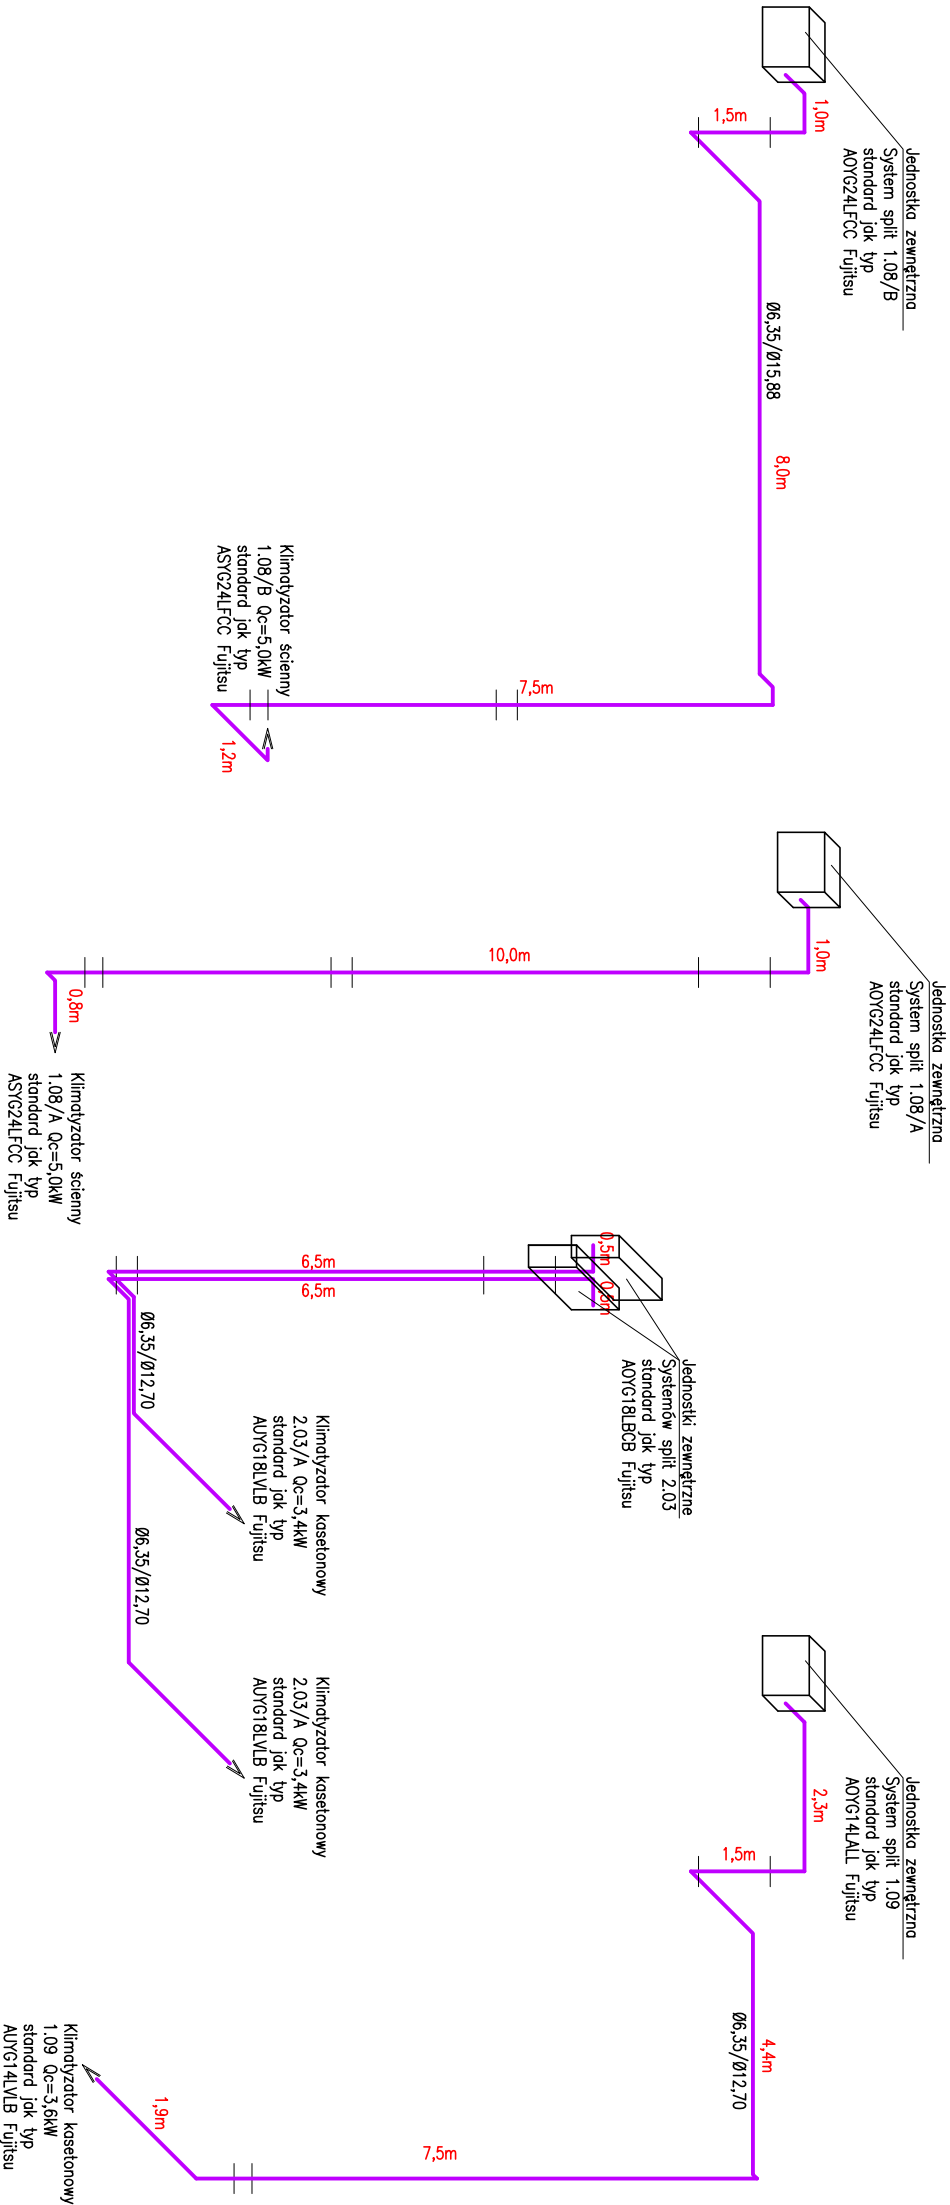 Jednostka zewnętrzna
System split 1.08/B
standard jak typ
AOYG24LFCC Fujitsu
1,0m
1,5m
Ø6,35/Ø15,88
8,0m
7,5m
1,2m
Klimatyzator ścienny
1.08/B Qc=5,0kW
standard jak typ
ASYG24LFCC Fujitsu
Jednostka zewnętrzna
System split 1.08/A
standard jak typ
AOYG24LFCC Fujitsu
1,0m
10,0m
0,8m
Klimatyzator ścienny
1.08/A Qc=5,0kW
standard jak typ
ASYG24LFCC Fujitsu
0,5m
0,5m
Jednostki zewnętrzne
Systemów split 2.03
standard jak typ
AOYG18LBCB Fujitsu
6,5m
6,5m
Ø6,35/Ø12,70
Klimatyzator kasetonowy
2.03/A Qc=3,4kW
standard jak typ
AUYG18LVLB Fujitsu
Ø6,35/Ø12,70
Klimatyzator kasetonowy
2.03/A Qc=3,4kW
standard jak typ
AUYG18LVLB Fujitsu
Jednostka zewnętrzna
System split 1.09
standard jak typ
AOYG14LALL Fujitsu
2,3m
1,5m
4,4m
Ø6,35/Ø12,70
7,5m
1,9m
Klimatyzator kasetonowy
1.09 Qc=3,6kW
standard jak typ
AUYG14LVLB Fujitsu